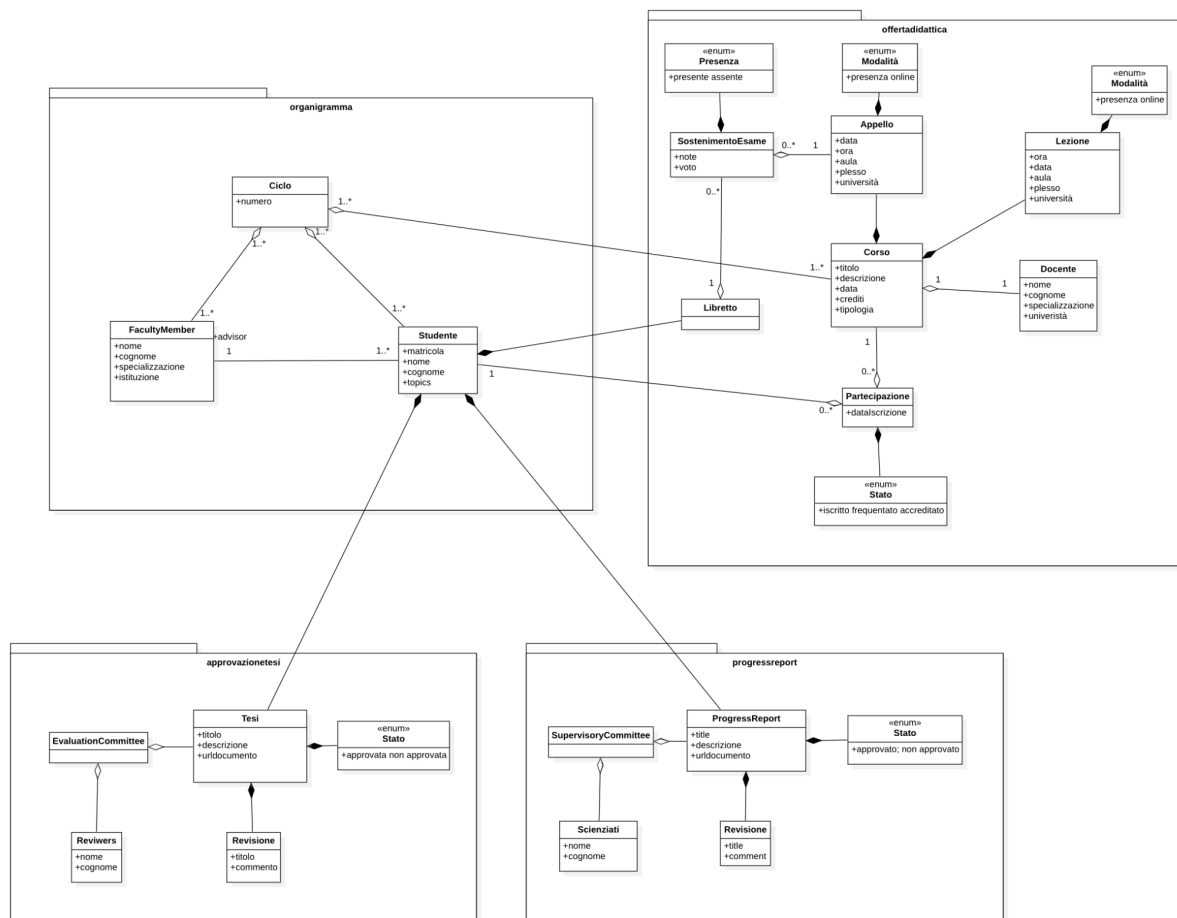 offertadidattica
«enum»
Presenza
+presente assente
«enum»
Modalità
+presenza online
«enum»
Modalità
+presenza online
SostenimentoEsame
+note
+voto
0..*
1
Appello
+data
+ora
+aula
+plesso
+università
Lezione
+ora
+data
+aula
+plesso
+università
0..*
1
Libretto
1..*
Corso
+titolo
+descrizione
+data
+crediti
+tipologia
1
1
Docente
+nome
+cognome
+specializzazione
+univeristà
1
0..*
0..*
Partecipazione
+dataIscrizione
«enum»
Stato
+iscritto frequentato accreditato
organigramma
Ciclo
+numero
1..*
1..*
1..*
1..*
1..*
FacultyMember
+nome
+cognome
+specializzazione
+istituzione
+advisor
1
1..*
Studente
+matricola
+nome
+cognome
+topics
1
approvazionetesi
EvaluationCommittee
Tesi
+titolo
+descrizione
+urldocumento
«enum»
Stato
+approvata non approvata
Reviwers
+nome
+cognome
Revisione
+titolo
+commento
progressreport
SupervisoryCommittee
ProgressReport
+title
+descrizione
+urldocumento
«enum»
Stato
+approvato; non approvato
Scienziati
+nome
+cognome
Revisione
+title
+comment